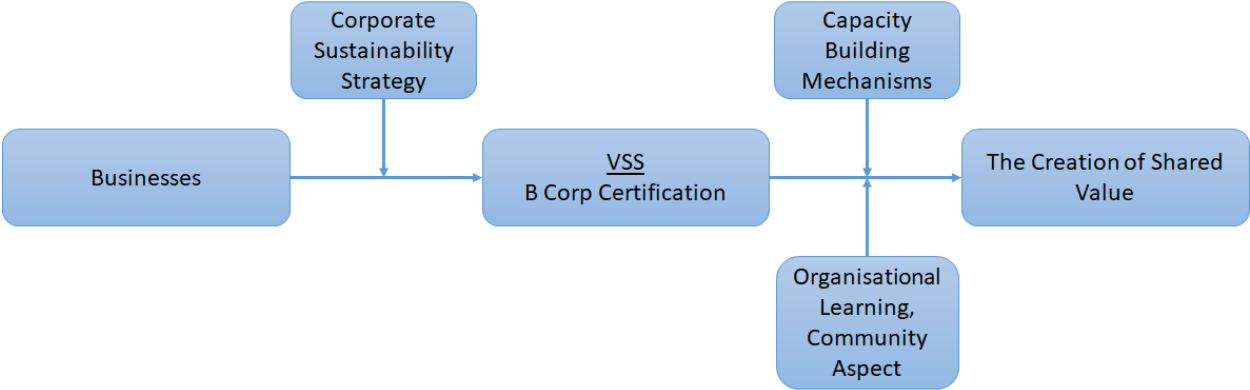 Corporate
Sustainability
Strategy
Capacity
Building
Mechanisms
Businesses
VSS
B Corp Certification
The Creation of Shared
Value
Organisational
Learning,
Community
Aspect